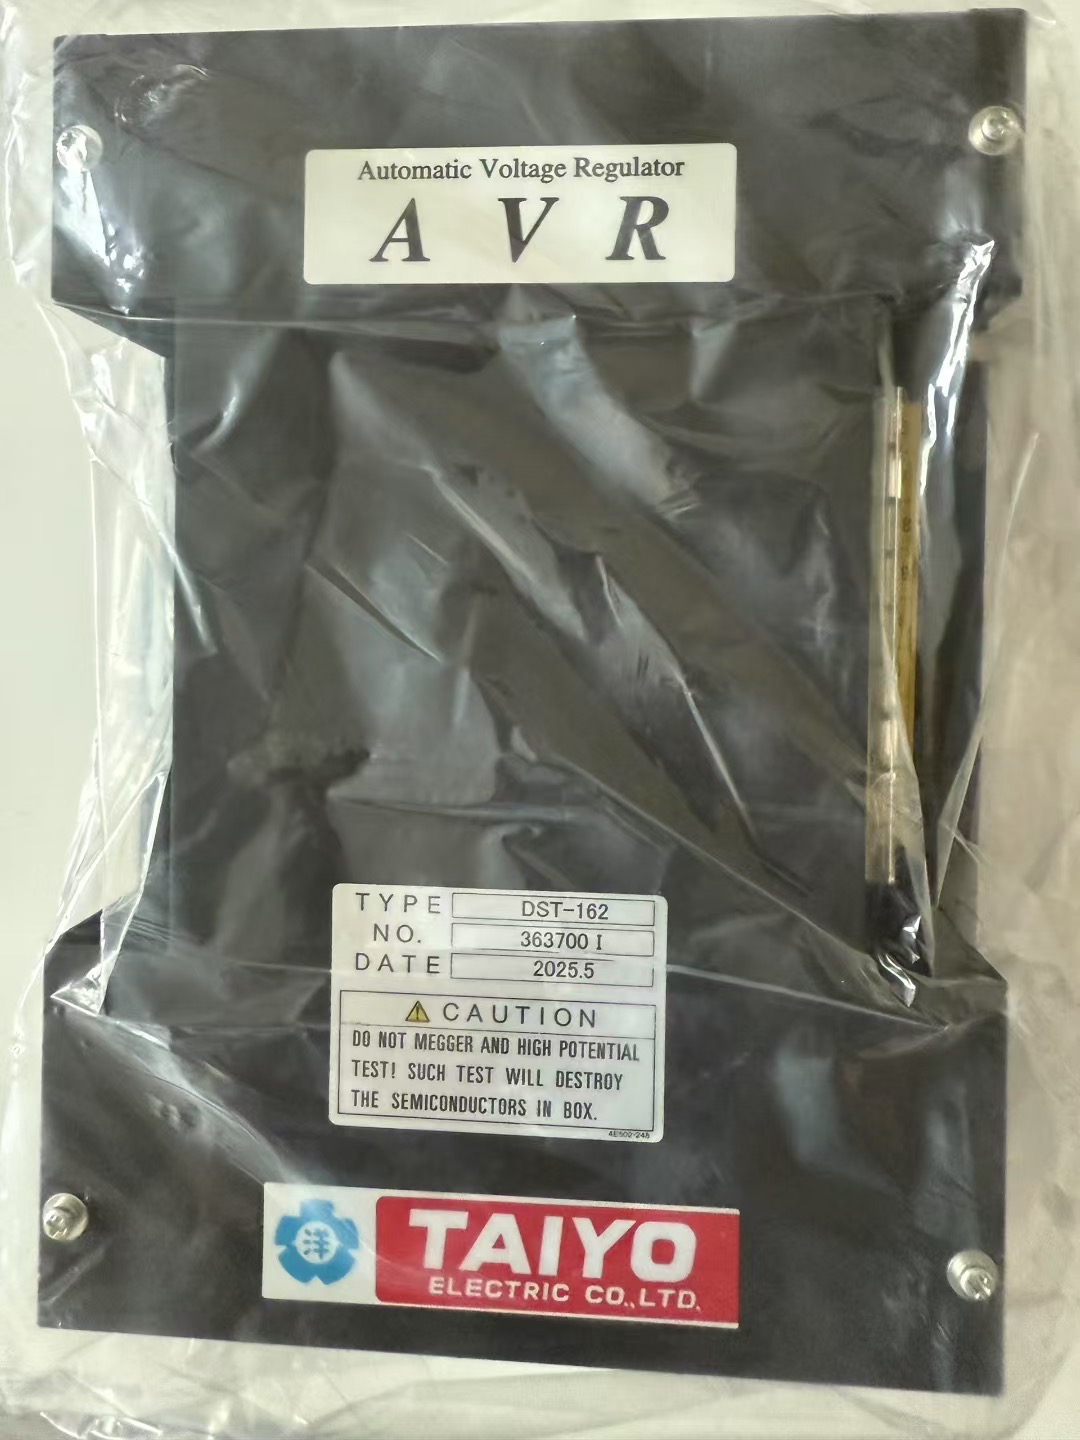 Automatic Voltage Regulator
A V R
TYPE DST-162
NO. 363700 I
DATE 2025.5
CAUTION
DO NOT MEGGER AND HIGH POTENTIAL
TEST! SUCH TEST WILL DESTROY
THE SEMICONDUCTORS IN BOX.
洋
TAIYO
ELECTRIC CO.,LTD.